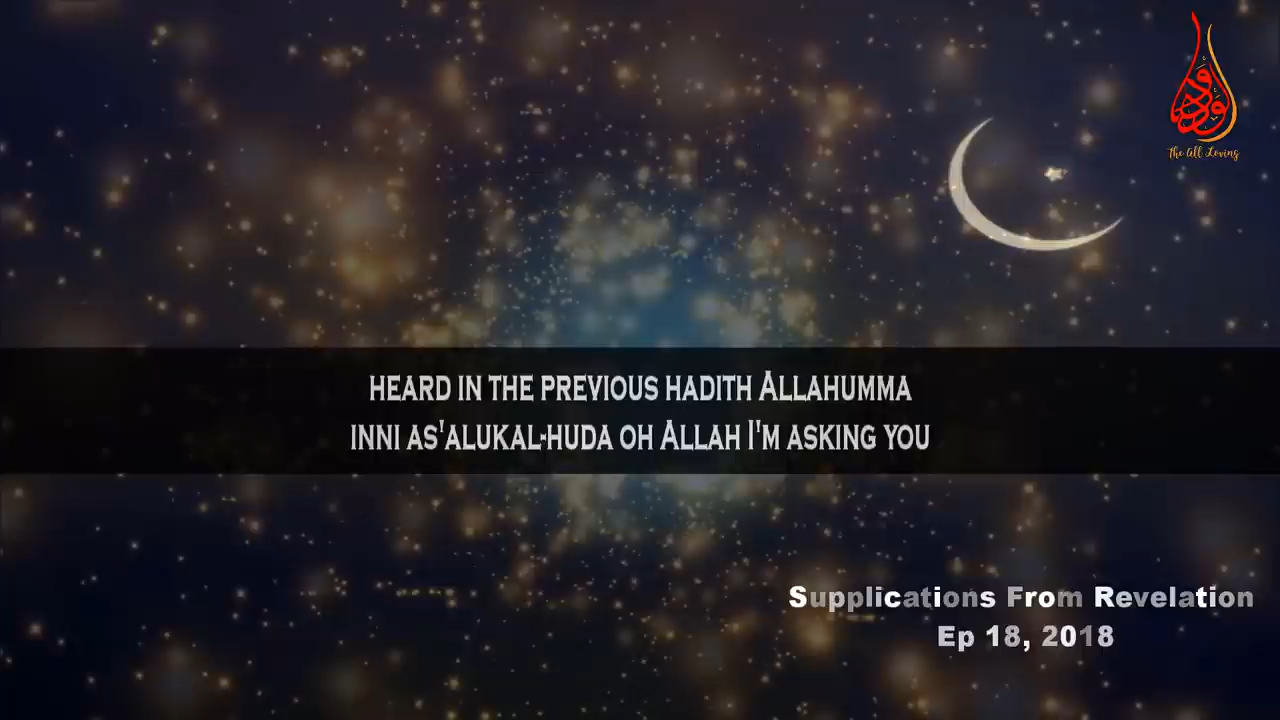 The All Loving
HEARD IN THE PREVIOUS HADITH ALLAHUMMA
INNI AS'ALUKAL-HUDA OH ALLAH I'M ASKING YOU
Supplications From Revelation
Ep 18, 2018